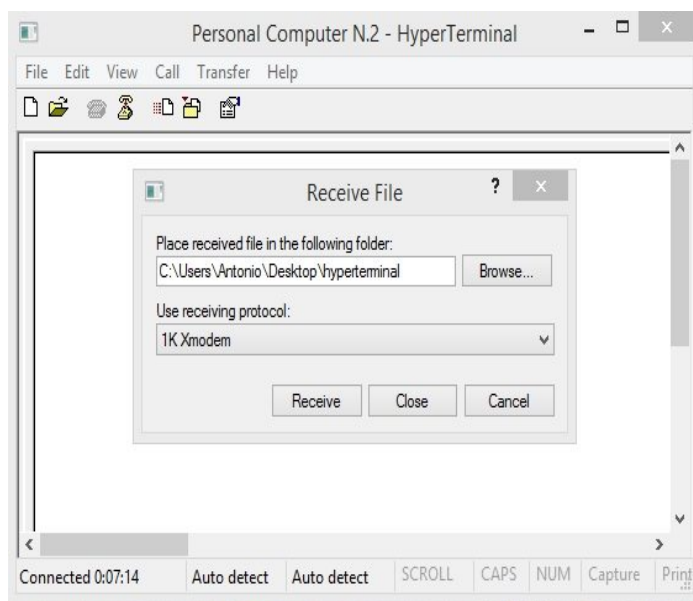 Personal Computer N.2 - HyperTerminal
File Edit View Call Transfer Help
Receive File ?
Place received file in the following folder:
C:\Users\Antonio\Desktop\hyperterminal Browse...
Use receiving protocol:
1K Xmodem
Receive Close Cancel
Connected 0:07:14 Auto detect Auto detect SCROLL CAPS NUM Capture Print